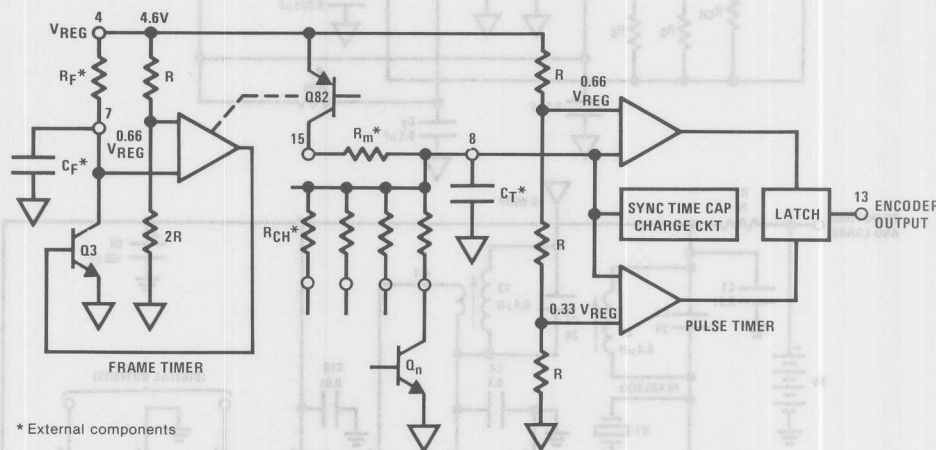 4 4.6V
VREG
RF* R
7
0.66
VREG
CF*
Q3
2R
FRAME TIMER
Q82
15 Rm* 8
CT*
RCH*
Qn
R 0.66
VREG
R
0.33 VREG
R
SYNC TIME CAP
CHARGE CKT
LATCH
13 ENCODER
OUTPUT
PULSE TIMER
* External components